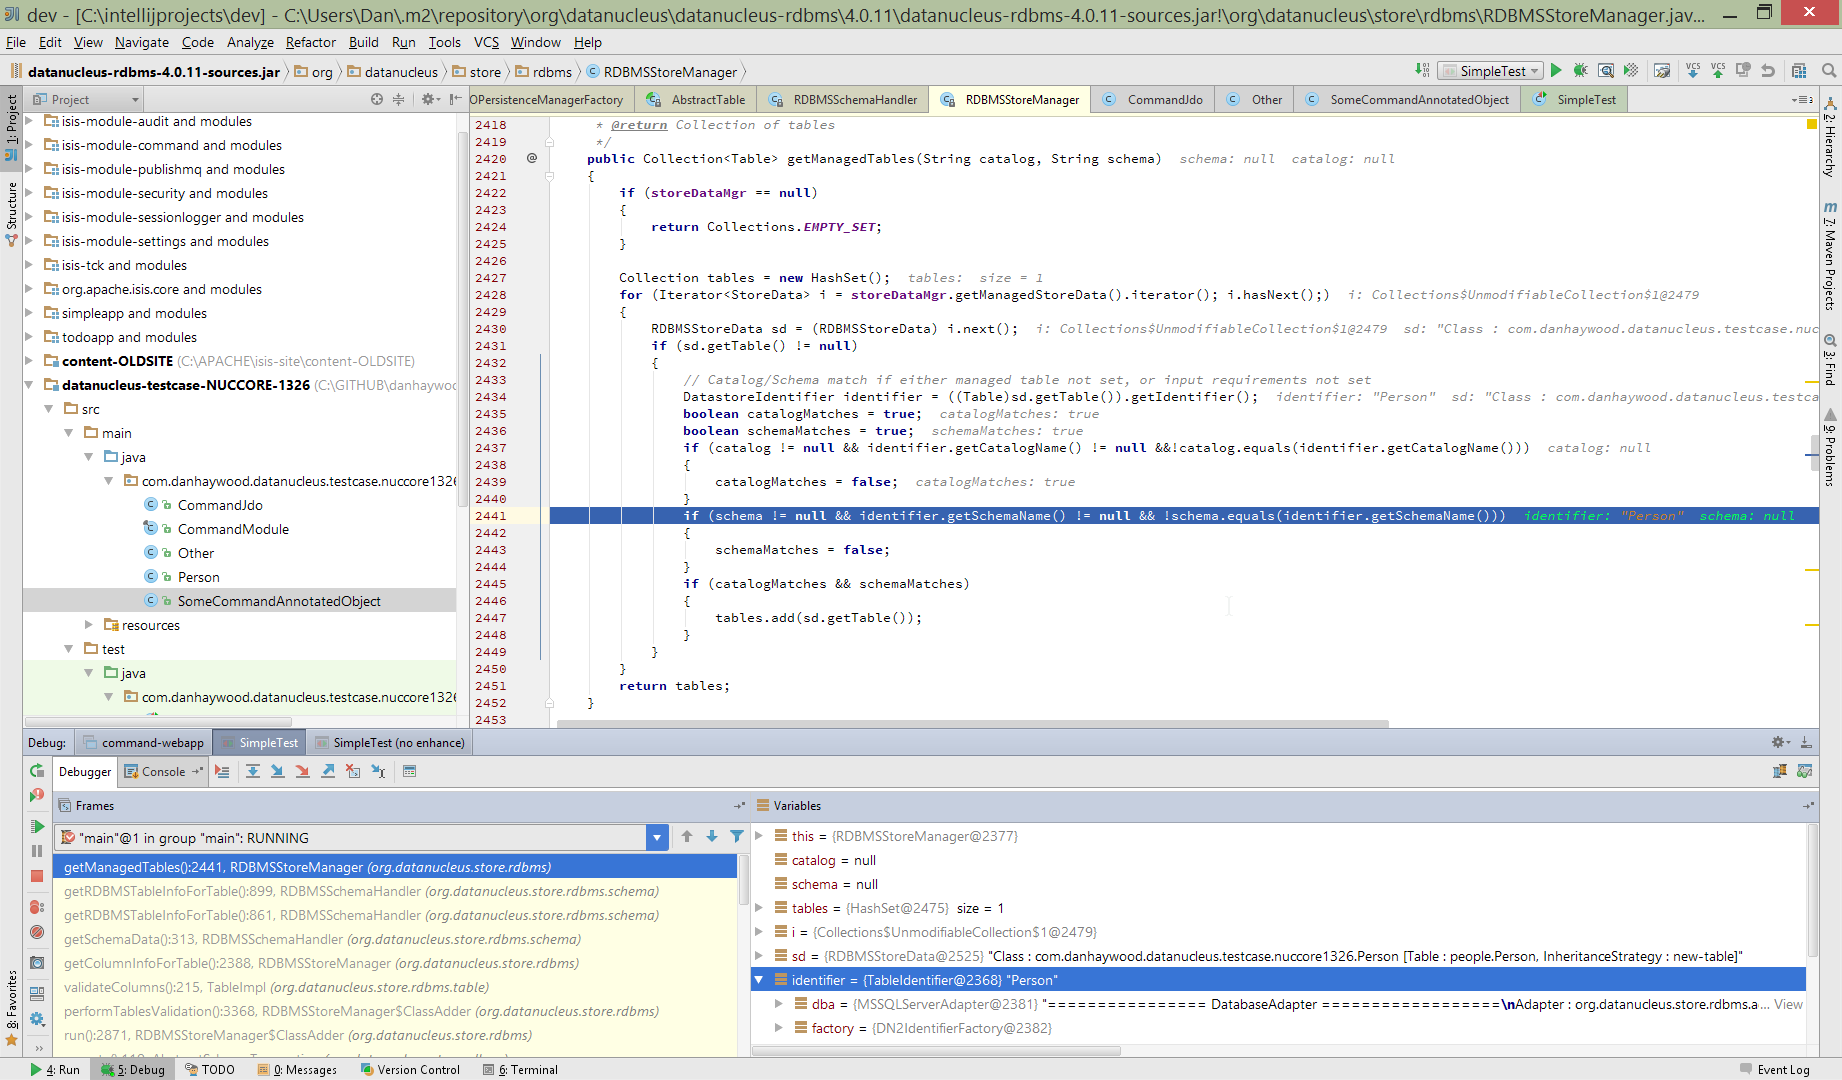 dev - [C:\intellijprojects\dev] - C:\Users\Dan\.m2\repository\org\datanucleus\datanucleus-rdbms\4.0.11\datanucleus-rdbms-4.0.11-sources.jar!\org\datanucleus\store\rdbms\RDBMSStoreManager.jav...
File Edit View Navigate Code Analyze Refactor Build Run Tools VCS Window Help
datanucleus-rdbms-4.0.11-sources.jar org datanucleus store rdbms RDBMSStoreManager SimpleTest
Project OPersistenceManagerFactory AbstractTable RDBMSSchemaHandler RDBMSStoreManager CommandJdo Other SomeCommandAnnotatedObject SimpleTest
1: Project
Structure
8: Favorites
isis-module-audit and modules
isis-module-command and modules
isis-module-publishmq and modules
isis-module-security and modules
isis-module-sessionlogger and modules
isis-module-settings and modules
isis-tck and modules
org.apache.isis.core and modules
simpleapp and modules
todoapp and modules
content-OLDSITE (C:\APACHE\isis-site\content-OLDSITE)
datanucleus-testcase-NUCCORE-1326 (C:\GITHUB\danhaywoo
src
main
java
com.danhaywood.datanucleus.testcase.nuccore1326
CommandJdo
CommandModule
Other
Person
SomeCommandAnnotatedObject
resources
test
java
com.danhaywood.datanucleus.testcase.nuccore1326
2418 * @return Collection of tables
2419 */
2420 @ public Collection<Table> getManagedTables(String catalog, String schema) schema: null catalog: null
2421 {
2422 if (storeDataMgr == null)
2423 {
2424 return Collections.EMPTY_SET;
2425 }
2426
2427 Collection tables = new HashSet(); tables: size = 1
2428 for (Iterator<StoreData> i = storeDataMgr.getManagedStoreData().iterator(); i.hasNext();) i: Collections$UnmodifiableCollection$1@2479
2429 {
2430 RDBMSStoreData sd = (RDBMSStoreData) i.next(); i: Collections$UnmodifiableCollection$1@2479 sd: "Class : com.danhaywood.datanucleus.testcase.nuc
2431 if (sd.getTable() != null)
2432 {
2433 // Catalog/Schema match if either managed table not set, or input requirements not set
2434 DatastoreIdentifier identifier = ((Table)sd.getTable()).getIdentifier(); identifier: "Person" sd: "Class : com.danhaywood.datanucleus.testca
2435 boolean catalogMatches = true; catalogMatches: true
2436 boolean schemaMatches = true; schemaMatches: true
2437 if (catalog != null && identifier.getCatalogName() != null &&!catalog.equals(identifier.getCatalogName())) catalog: null
2438 {
2439 catalogMatches = false; catalogMatches: true
2440 }
2441 if (schema != null && identifier.getSchemaName() != null && !schema.equals(identifier.getSchemaName())) identifier: "Person" schema: null
2442 {
2443 schemaMatches = false;
2444 }
2445 if (catalogMatches && schemaMatches)
2446 {
2447 tables.add(sd.getTable());
2448 }
2449 }
2450 }
2451 return tables;
2452 }
2453
2: Hierarchy
7: Maven Projects
3: Find
9: Problems
Debug: command-webapp SimpleTest SimpleTest (no enhance)
Debugger Console
Frames
"main"@1 in group "main": RUNNING
getManagedTables():2441, RDBMSStoreManager (org.datanucleus.store.rdbms)
getRDBMSTableInfoForTable():899, RDBMSSchemaHandler (org.datanucleus.store.rdbms.schema)
getRDBMSTableInfoForTable():861, RDBMSSchemaHandler (org.datanucleus.store.rdbms.schema)
getSchemaData():313, RDBMSSchemaHandler (org.datanucleus.store.rdbms.schema)
getColumnInfoForTable():2388, RDBMSStoreManager (org.datanucleus.store.rdbms)
validateColumns():215, TableImpl (org.datanucleus.store.rdbms.table)
performTablesValidation():3368, RDBMSStoreManager$ClassAdder (org.datanucleus.store.rdbms)
run():2871, RDBMSStoreManager$ClassAdder (org.datanucleus.store.rdbms)
Variables
this = {RDBMSStoreManager@2377}
catalog = null
schema = null
tables = {HashSet@2475} size = 1
i = {Collections$UnmodifiableCollection$1@2479}
sd = {RDBMSStoreData@2525} "Class : com.danhaywood.datanucleus.testcase.nuccore1326.Person [Table : people.Person, InheritanceStrategy : new-table]"
identifier = {TableIdentifier@2368} "Person"
dba = {MSSQLServerAdapter@2381} "================ DatabaseAdapter ==================\nAdapter : org.datanucleus.store.rdbms.a... View
factory = {DN2IdentifierFactory@2382}
4: Run 5: Debug TODO 0: Messages Version Control 6: Terminal Event Log